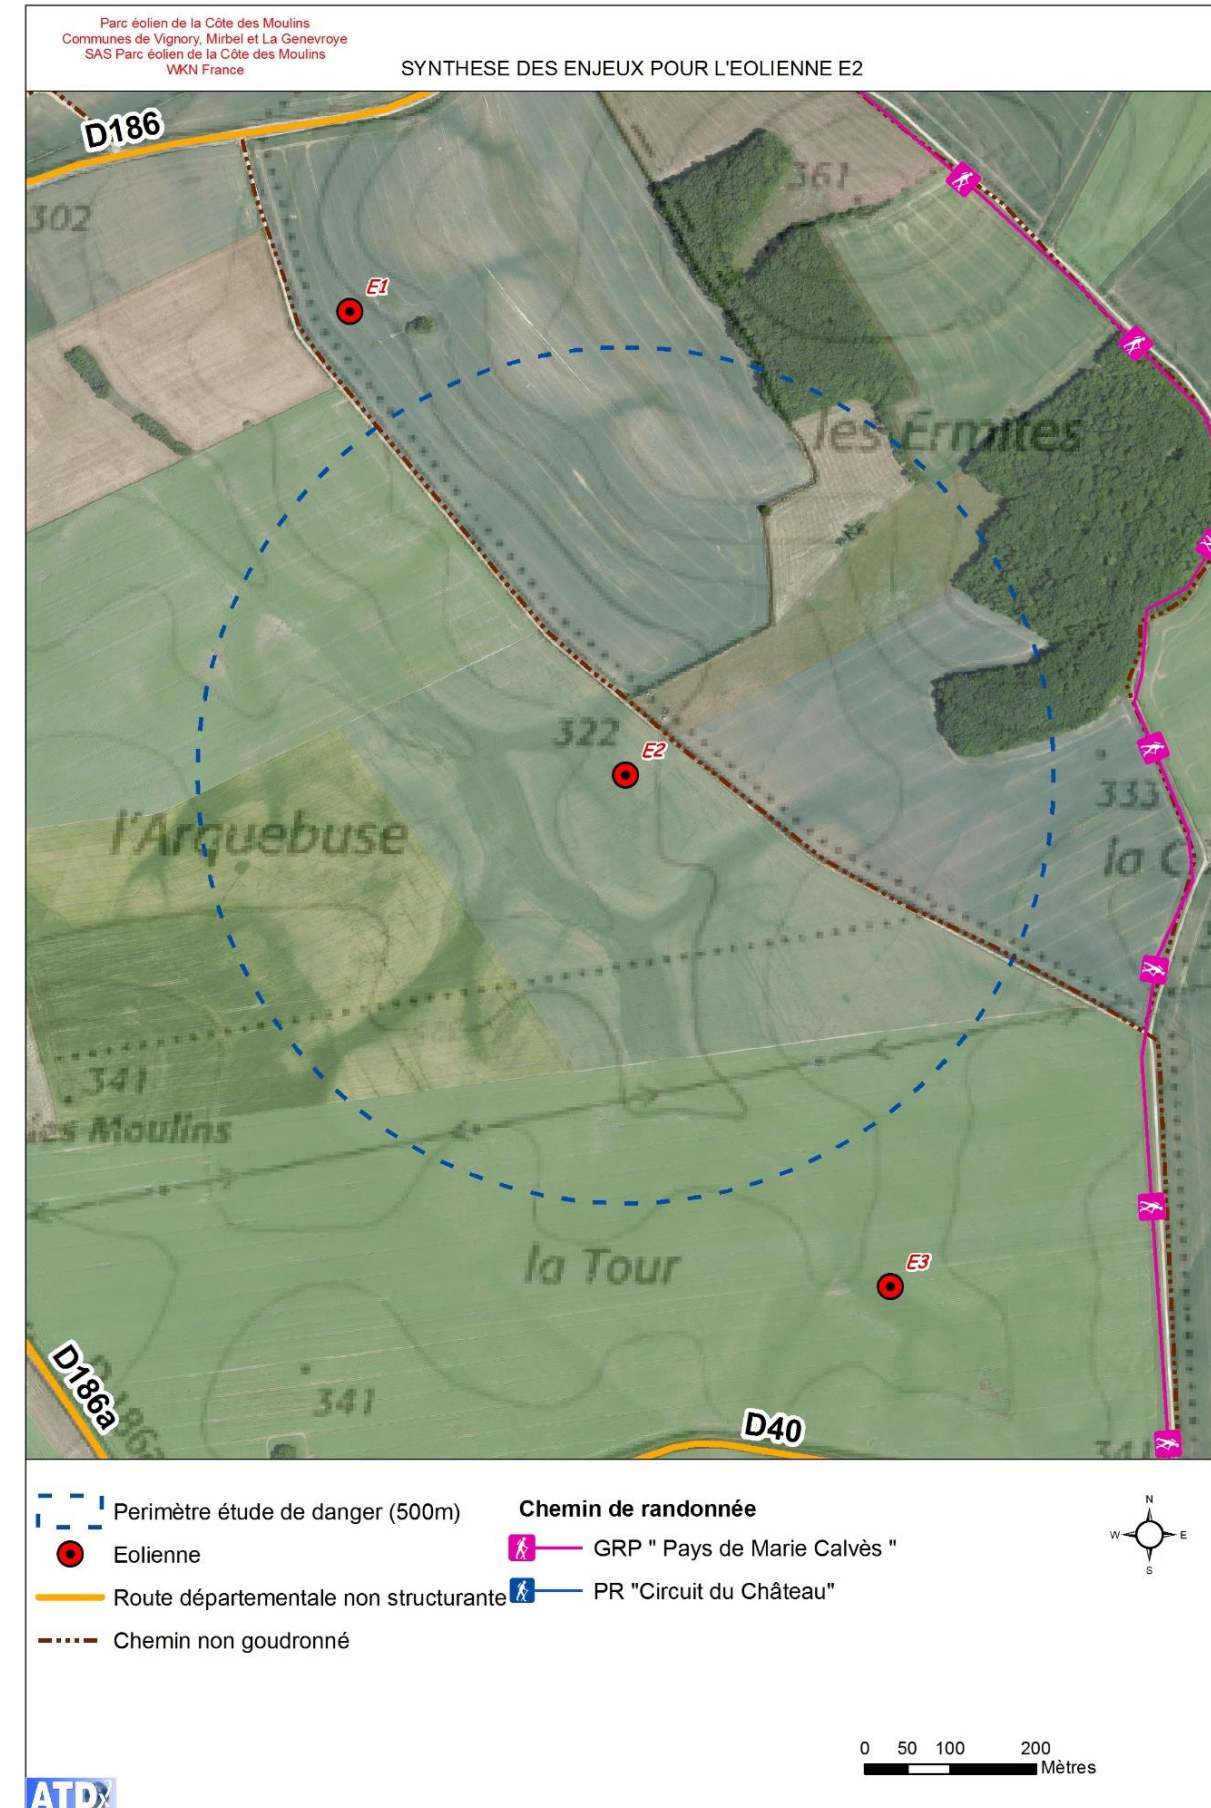 Parc éolien de la Côte des Moulins
Communes de Vignory, Mirbel et La Genevroye
SAS Parc éolien de la Côte des Moulins
WKN France
SYNTHESE DES ENJEUX POUR L'EOLIENNE E2
D186
361
302
E1
les Ermites
322
E2
333
l'Arquebuse
la C
341
Moulins
la Tour
E3
D186a
341
D40
Perimètre étude de danger (500m)
Eolienne
Route départementale non structurante
Chemin non goudronné
Chemin de randonnée
GRP " Pays de Marie Calvès "
PR "Circuit du Château"
N
W
E
S
0 50 100 200
Mètres
ATDx